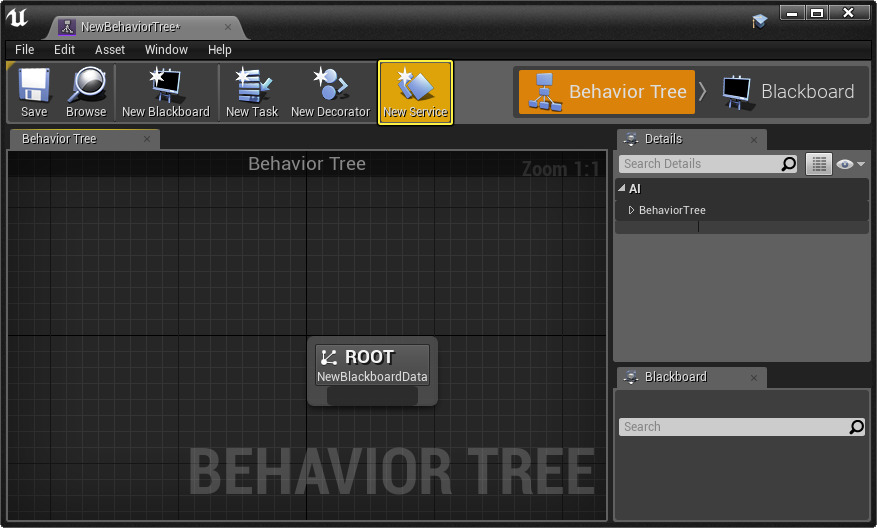 NewBehaviorTree*
File Edit Asset Window Help
Save Browse New Blackboard New Task New Decorator New Service
Behavior Tree Blackboard
Behavior Tree
Behavior Tree
Zoom 1:1
ROOT
NewBlackboardData
BEHAVIOR TREE
Details
Search Details
AI
BehaviorTree
Blackboard
Search